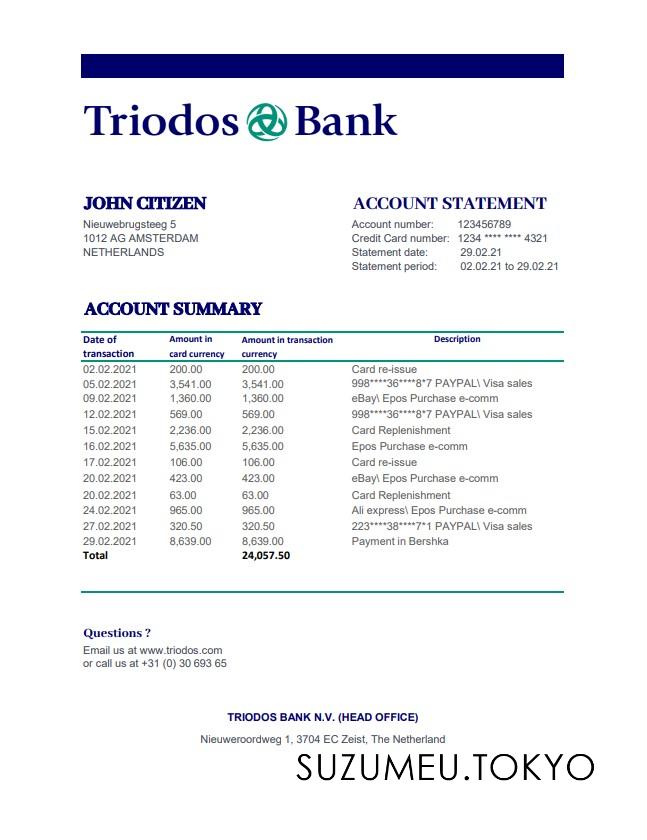 Triodos Bank
JOHN CITIZEN
Nieuwebrugsteeg 5
1012 AG AMSTERDAM
NETHERLANDS
ACCOUNT STATEMENT
Account number: 123456789
Credit Card number: 1234 **** **** 4321
Statement date: 29.02.21
Statement period: 02.02.21 to 29.02.21
ACCOUNT SUMMARY
Date of transaction Amount in card currency Amount in transaction currency Description
02.02.2021 200.00 200.00 Card re-issue
05.02.2021 3,541.00 3,541.00 998****36****8*7 PAYPAL\ Visa sales
09.02.2021 1,360.00 1,360.00 eBay\ Epos Purchase e-comm
12.02.2021 569.00 569.00 998****36****8*7 PAYPAL\ Visa sales
15.02.2021 2,236.00 2,236.00 Card Replenishment
16.02.2021 5,635.00 5,635.00 Epos Purchase e-comm
17.02.2021 106.00 106.00 Card re-issue
20.02.2021 423.00 423.00 eBay\ Epos Purchase e-comm
20.02.2021 63.00 63.00 Card Replenishment
24.02.2021 965.00 965.00 Ali express\ Epos Purchase e-comm
27.02.2021 320.50 320.50 223****38****7*1 PAYPAL\ Visa sales
29.02.2021 8,639.00 8,639.00 Payment in Bershka
Total 24,057.50
Questions ?
Email us at www.triodos.com
or call us at +31 (0) 30 693 65
TRIODOS BANK N.V. (HEAD OFFICE)
Nieuweroordweg 1, 3704 EC Zeist, The Netherland
SUZUMEU.TOKYO